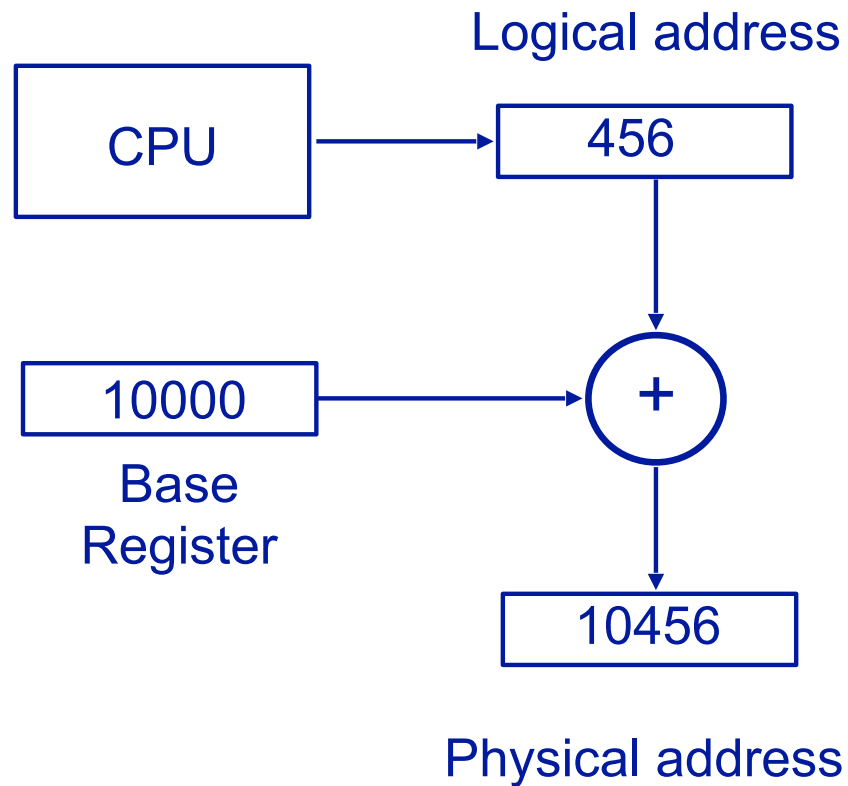 Logical address
CPU
456
10000
+
Base
Register
10456
Physical address